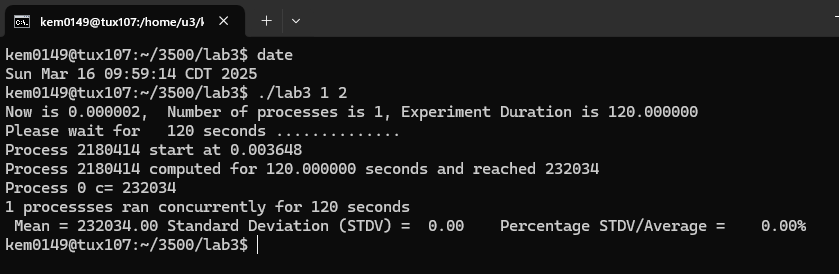 kem0149@tux107:/home/u3/k
kem0149@tux107:~/3500/lab3$ date
Sun Mar 16 09:59:14 CDT 2025
kem0149@tux107:~/3500/lab3$ ./lab3 1 2
Now is 0.000002,  Number of processes is 1, Experiment Duration is 120.000000
Please wait for   120 seconds ..............
Process 2180414 start at 0.003648
Process 2180414 computed for 120.000000 seconds and reached 232034
Process 0 c= 232034
1 processses ran concurrently for 120 seconds
 Mean = 232034.00 Standard Deviation (STDV) =  0.00    Percentage STDV/Average =    0.00%
kem0149@tux107:~/3500/lab3$